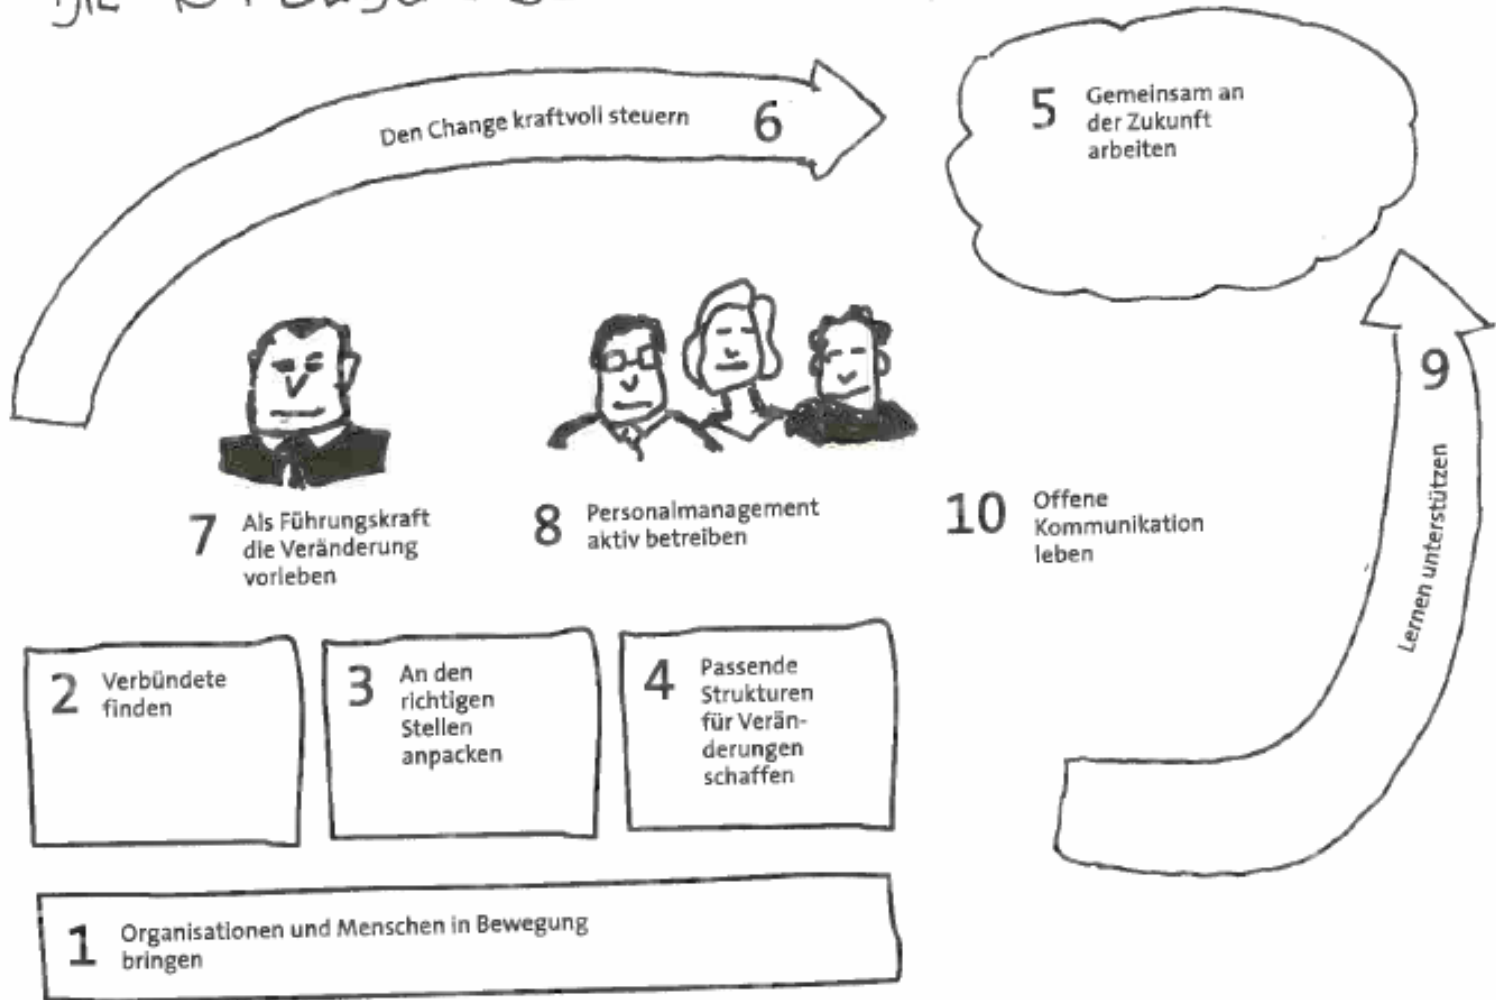 Den Change kraftvoll steuern 6
5 Gemeinsam an
der Zukunft
arbeiten
9
Lernen unterstützen
7 Als Führungskraft
die Veränderung
vorleben
8 Personalmanagement
aktiv betreiben
10 Offene
Kommunikation
leben
2 Verbündete
finden
3 An den
richtigen
Stellen
anpacken
4 Passende
Strukturen
für Verän-
derungen
schaffen
1 Organisationen und Menschen in Bewegung
bringen